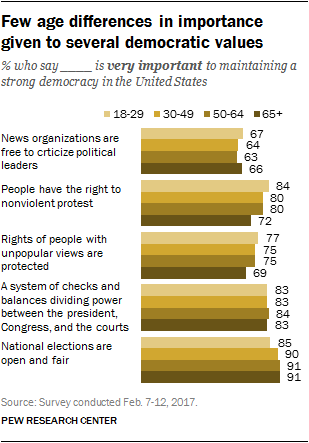 Few age differences in importance
given to several democratic values
% who say _____ is very important to maintaining a
strong democracy in the United States
18-29 30-49 50-64 65+
News organizations are
free to crticize political
leaders
67
64
63
66
People have the right to
nonviolent protest
84
80
80
72
Rights of people with
unpopular views are
protected
77
75
75
69
A system of checks and
balances dividing power
between the president,
Congress, and the courts
83
83
84
83
National elections are
open and fair
85
90
91
91
Source: Survey conducted Feb. 7-12, 2017.
PEW RESEARCH CENTER